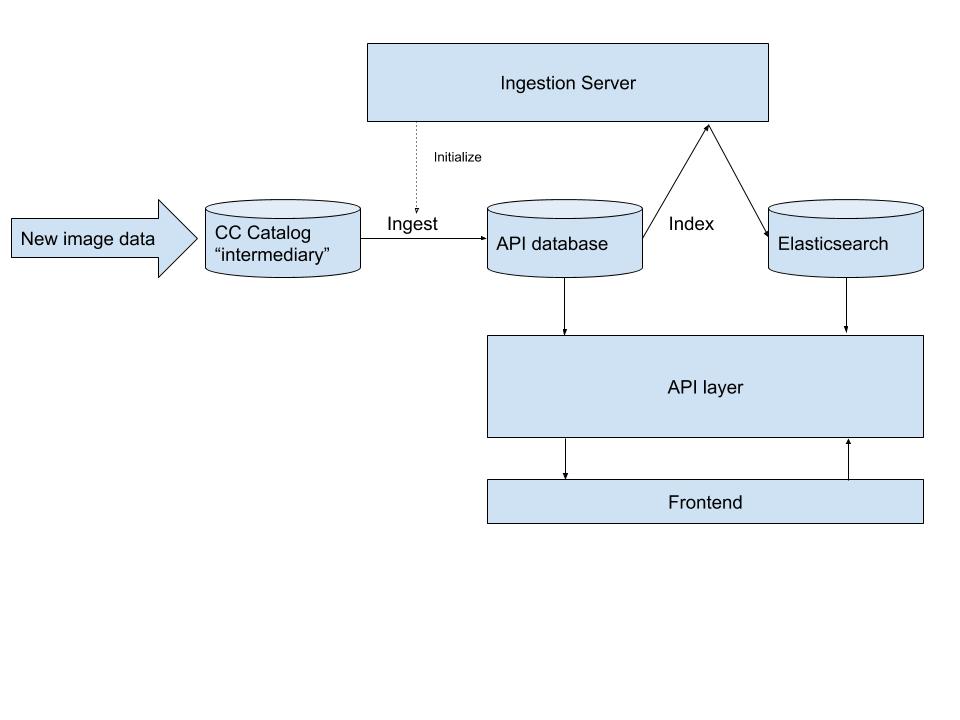 Ingestion Server
Initialize
New image data
CC Catalog
“intermediary”
Ingest
API database
Index
Elasticsearch
API layer
Frontend